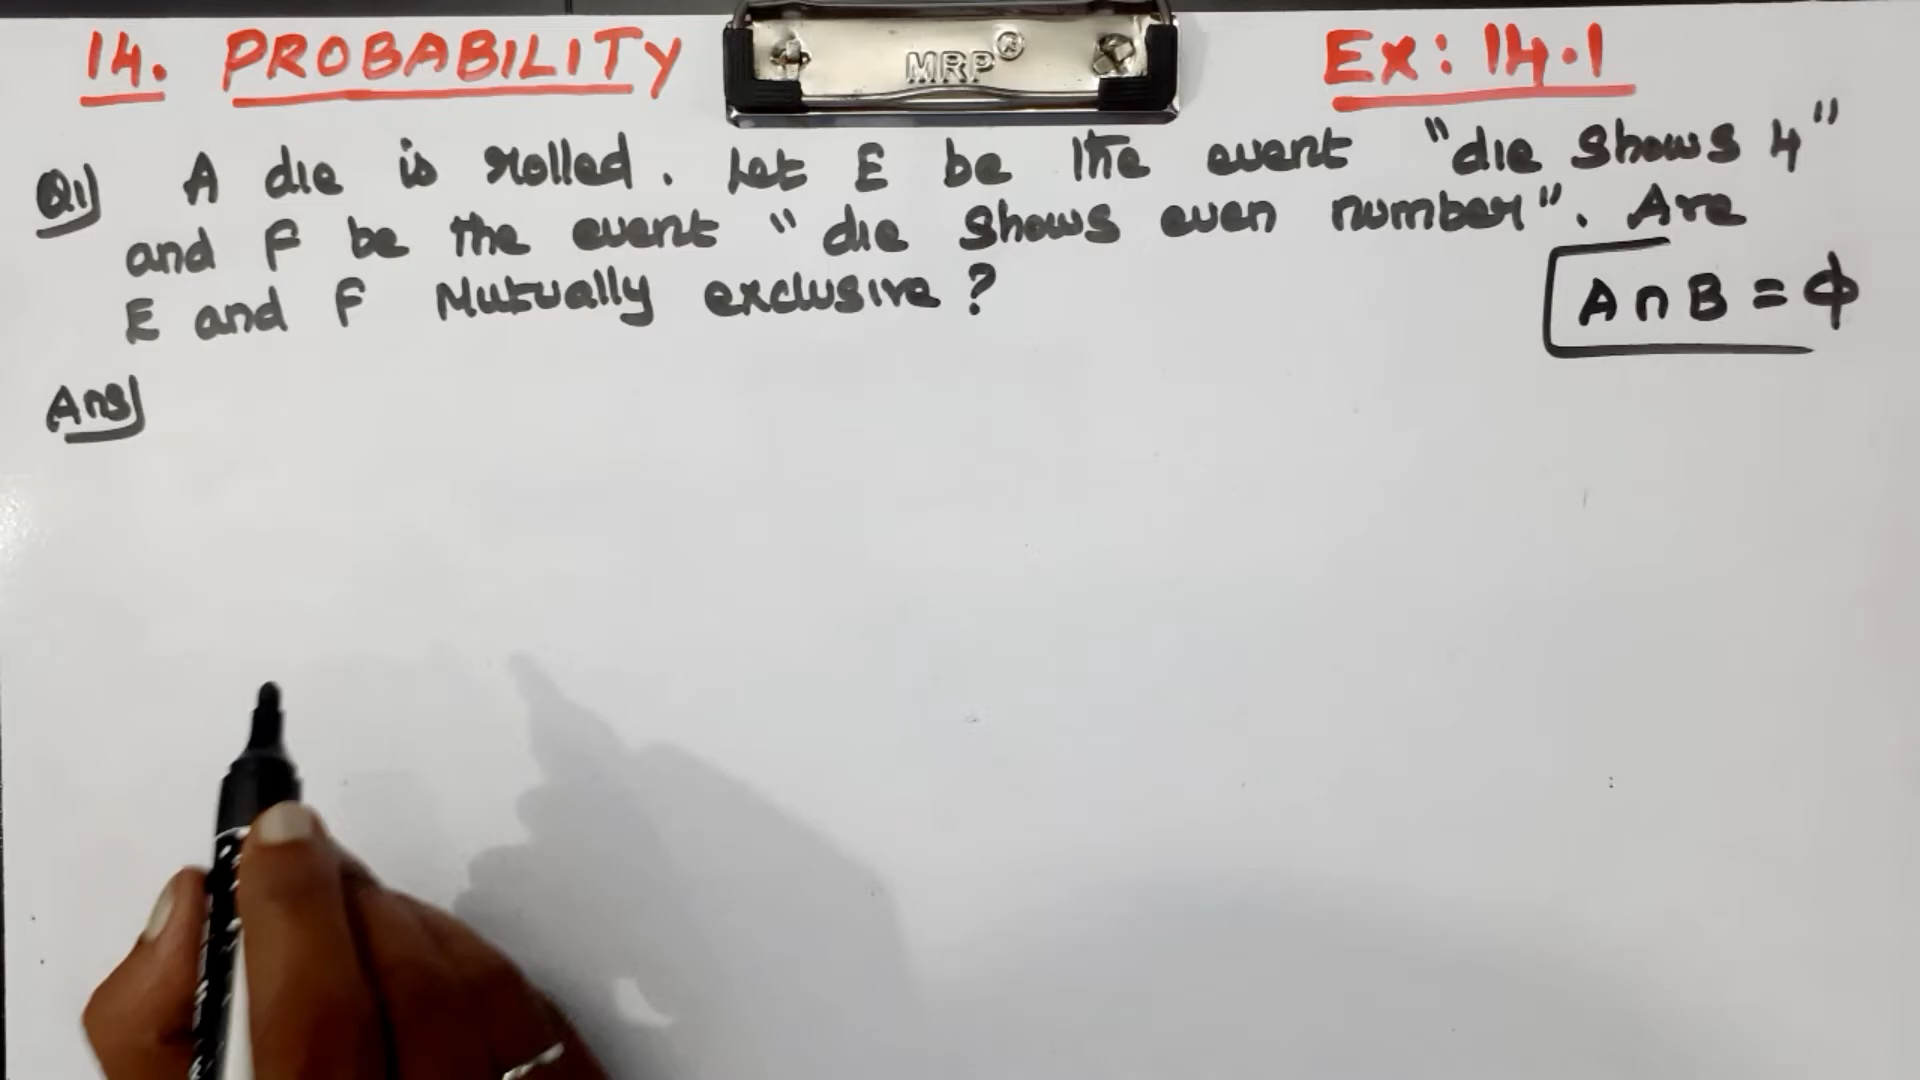 14. PROBABILITY
MRP®
Ex: 14.1
Q1) A die is rolled. Let E be the event "die shows 4"
and F be the event "die shows even number". Are
E and F Mutually exclusive?
A∩B = ϕ
Ans)